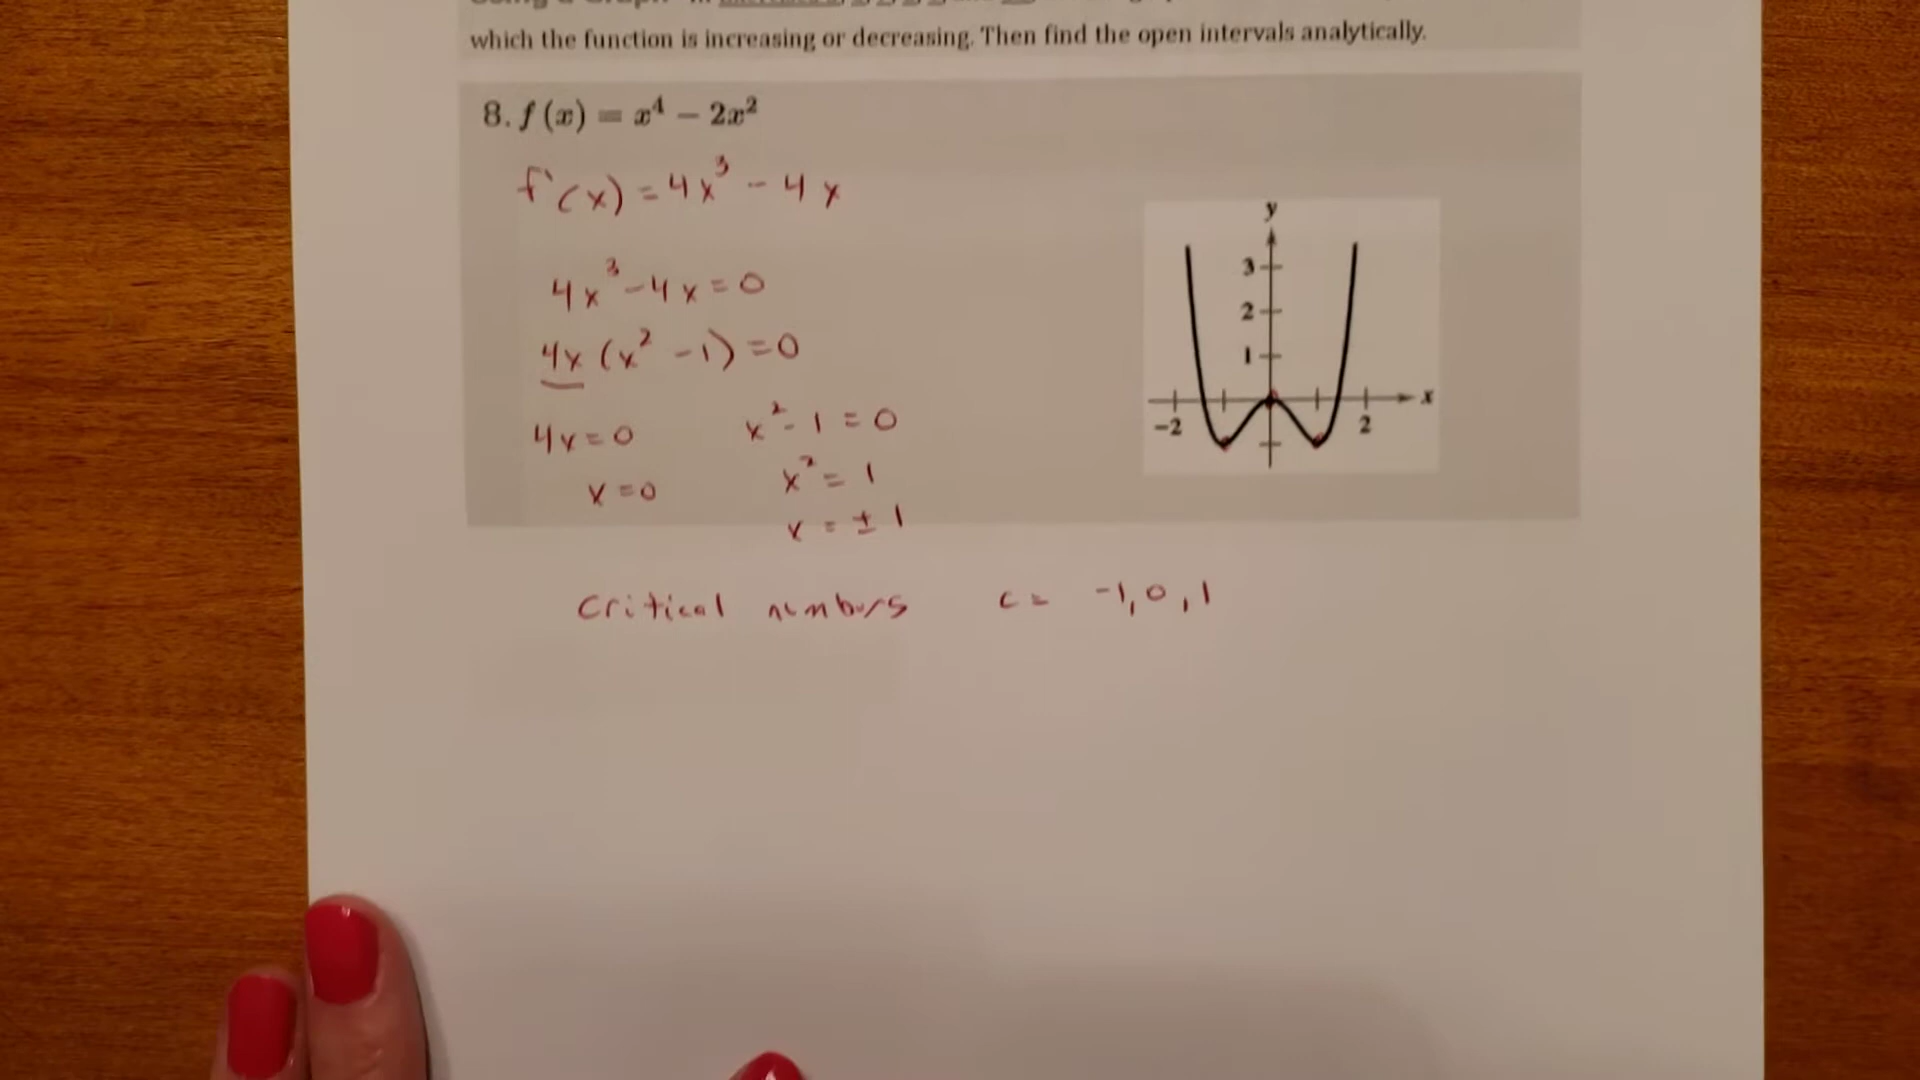 which the function is increasing or decreasing. Then find the open intervals analytically.
8. f (x) = x⁴ − 2x²
f'(x) = 4x³ - 4x
4x³ - 4x = 0
4x (x² - 1) = 0
4x = 0
x² - 1 = 0
x = 0
x² = 1
x = ± 1
critical numbers c = -1, 0, 1
y
3
2
1
x
-2
2